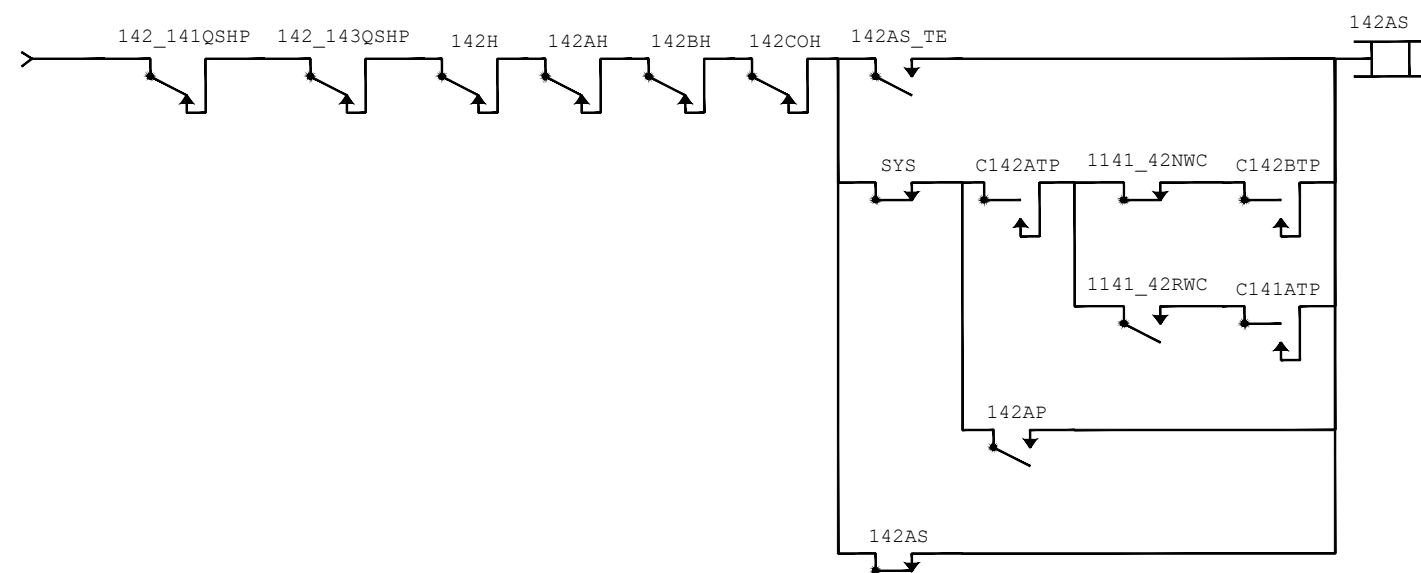 142AS
142_141QSHP 142_143QSHP 142H 142AH 142BH 142COH 142AS_TE
SYS C142ATP 1141_42NWC C142BTP
1141_42RWC C141ATP
142AP
142AS